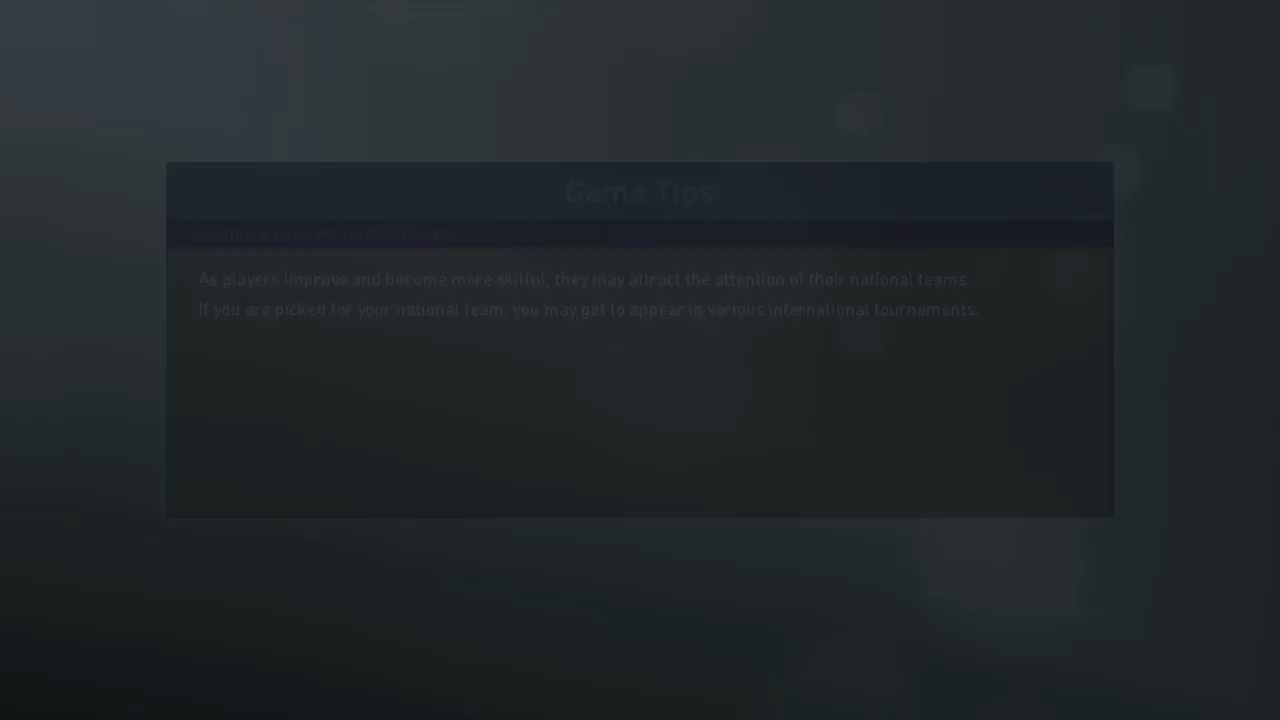 Game Tips
As players improve and become more skilful, they may attract the attention of their national teams.
If you are picked for your national team, you may get to appear in various international tournaments.